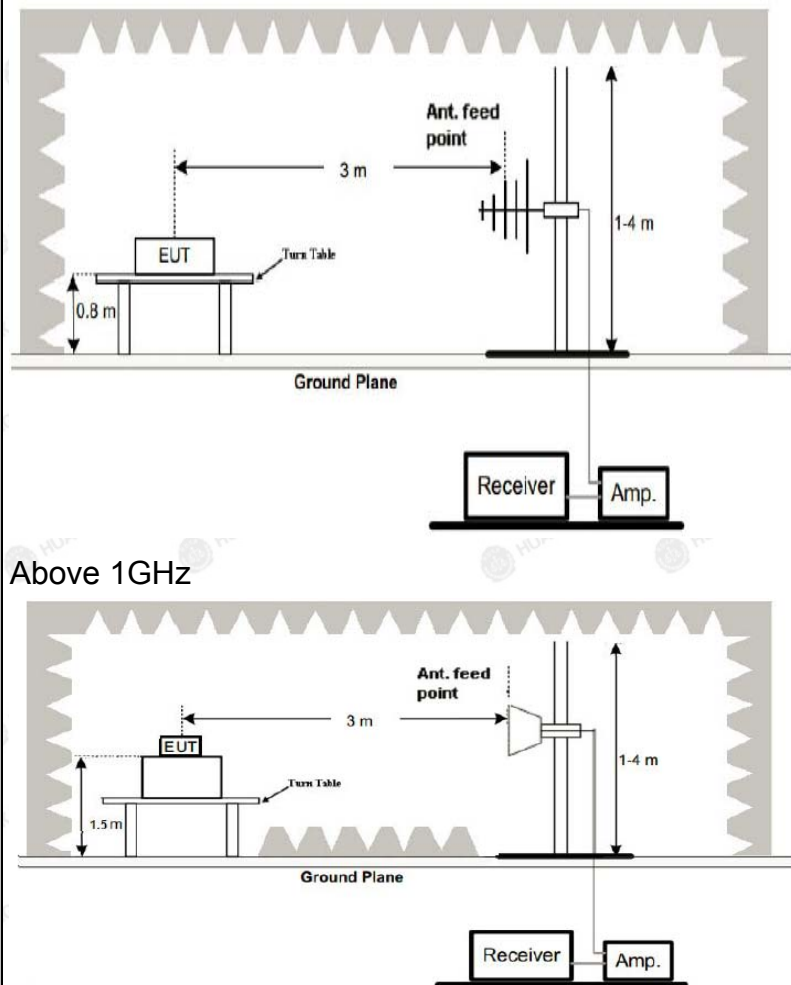 Ant. feed
point
3 m
1-4 m
EUT
Turn Table
0.8 m
Ground Plane
Receiver
Amp.
Above 1GHz
Ant. feed
point
3 m
1-4 m
EUT
Turn Table
1.5 m
Ground Plane
Receiver
Amp.